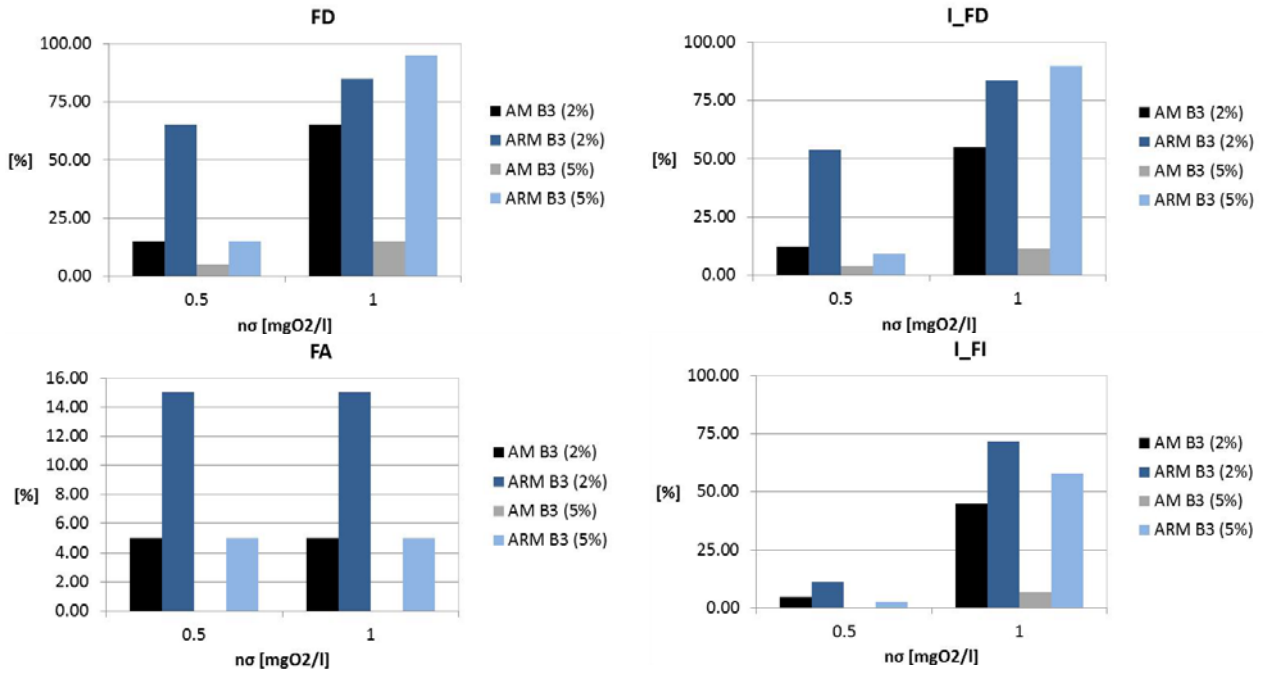 FD
100.00
75.00
50.00
25.00
0.00
[%]
0.5
1
nσ [mgO2/l]
AM B3 (2%)
ARM B3 (2%)
AM B3 (5%)
ARM B3 (5%)
I_FD
100.00
75.00
50.00
25.00
0.00
[%]
0.5
1
nσ [mgO2/l]
AM B3 (2%)
ARM B3 (2%)
AM B3 (5%)
ARM B3 (5%)
FA
16.00
14.00
12.00
10.00
8.00
6.00
4.00
2.00
0.00
[%]
0.5
1
nσ [mgO2/l]
AM B3 (2%)
ARM B3 (2%)
AM B3 (5%)
ARM B3 (5%)
I_FI
100.00
75.00
50.00
25.00
0.00
[%]
0.5
1
nσ [mgO2/l]
AM B3 (2%)
ARM B3 (2%)
AM B3 (5%)
ARM B3 (5%)